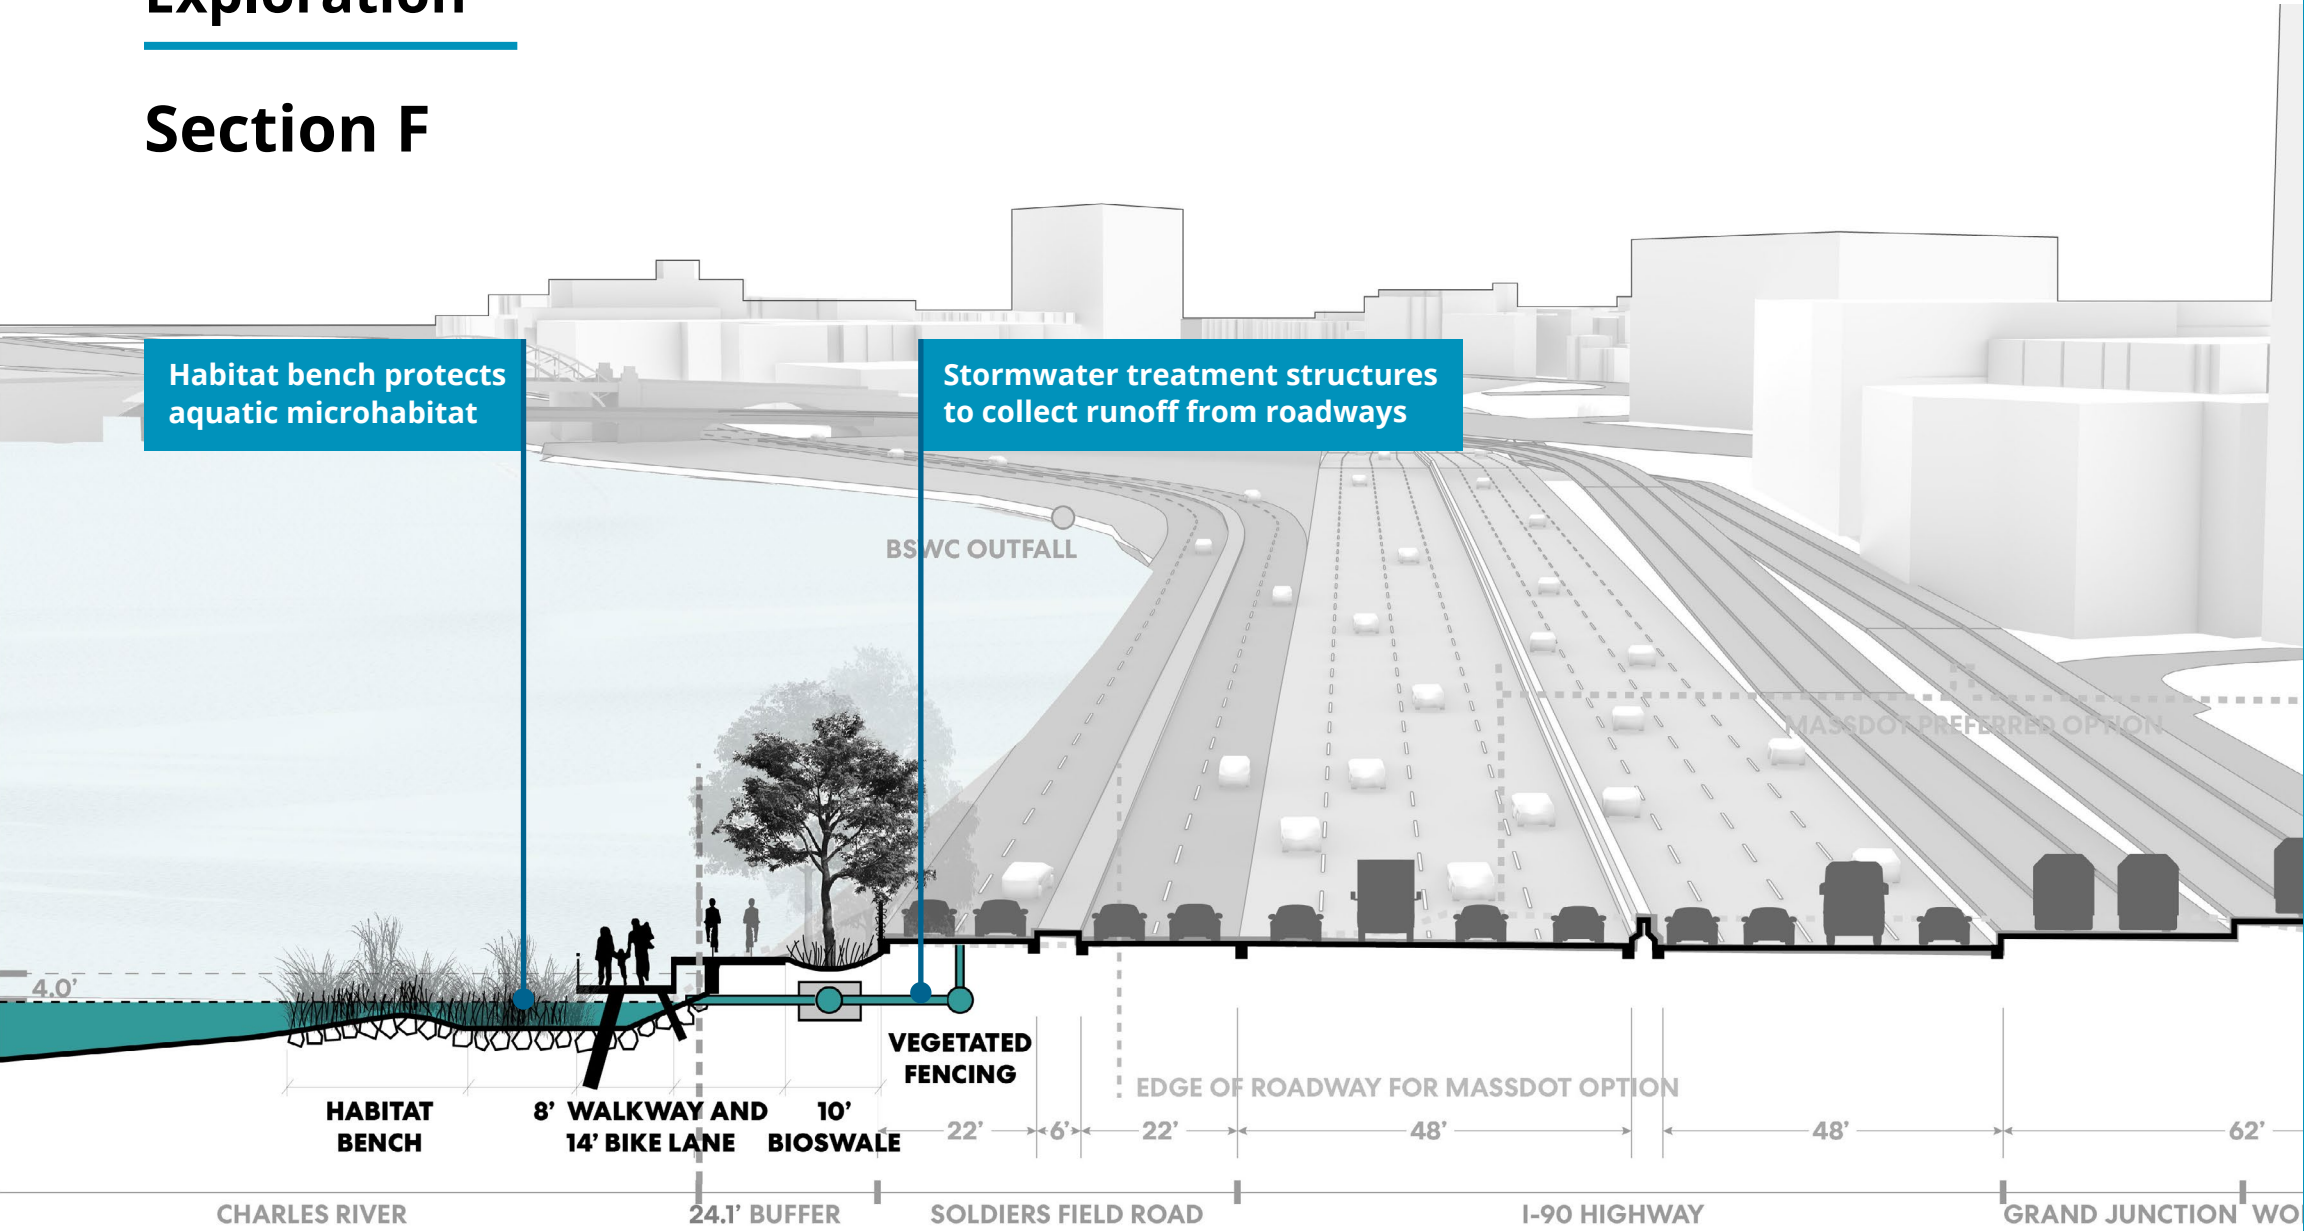 Exploration
Section F
Habitat bench protects
aquatic microhabitat
Stormwater treatment structures
to collect runoff from roadways
BSWC OUTFALL
MASSDOT PREFERRED OPTION
4.0'
VEGETATED
FENCING
EDGE OF ROADWAY FOR MASSDOT OPTION
HABITAT
BENCH
8' WALKWAY AND
14' BIKE LANE
10'
BIOSWALE
22' 6' 22' 48' 48' 62'
CHARLES RIVER 24.1' BUFFER SOLDIERS FIELD ROAD I-90 HIGHWAY GRAND JUNCTION